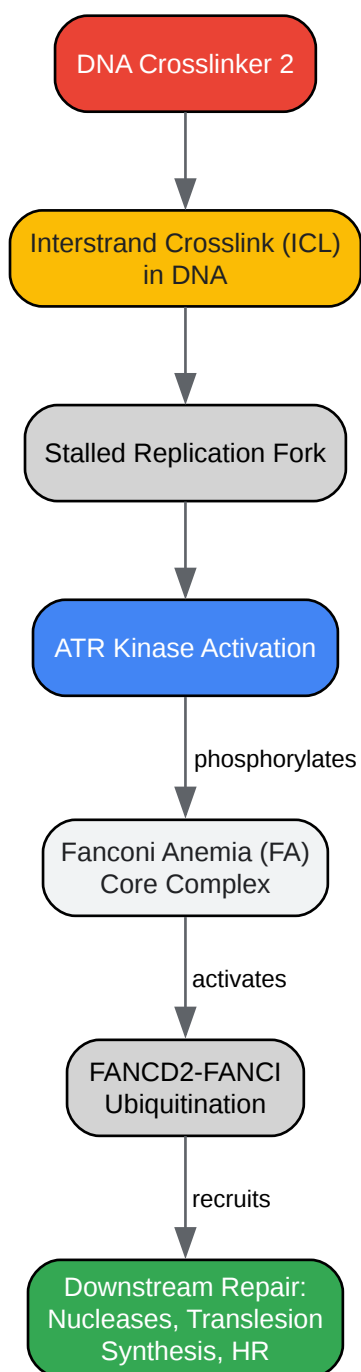 DNA Crosslinker 2
Interstrand Crosslink (ICL)
in DNA
Stalled Replication Fork
ATR Kinase Activation
phosphorylates
Fanconi Anemia (FA)
Core Complex
activates
FANCD2-FANCI
Ubiquitination
recruits
Downstream Repair:
Nucleases, Translesion
Synthesis, HR